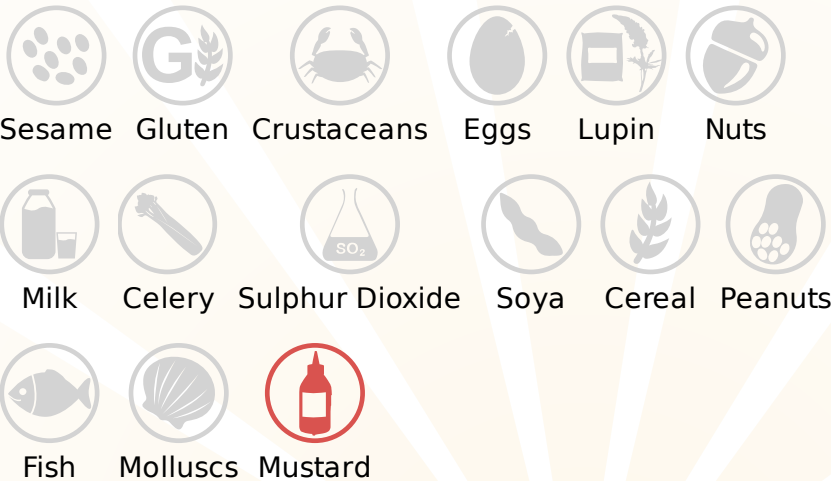 G
Sesame Gluten Crustaceans Eggs Lupin Nuts
SO₂
Milk Celery Sulphur Dioxide Soya Cereal Peanuts
Fish Molluscs Mustard